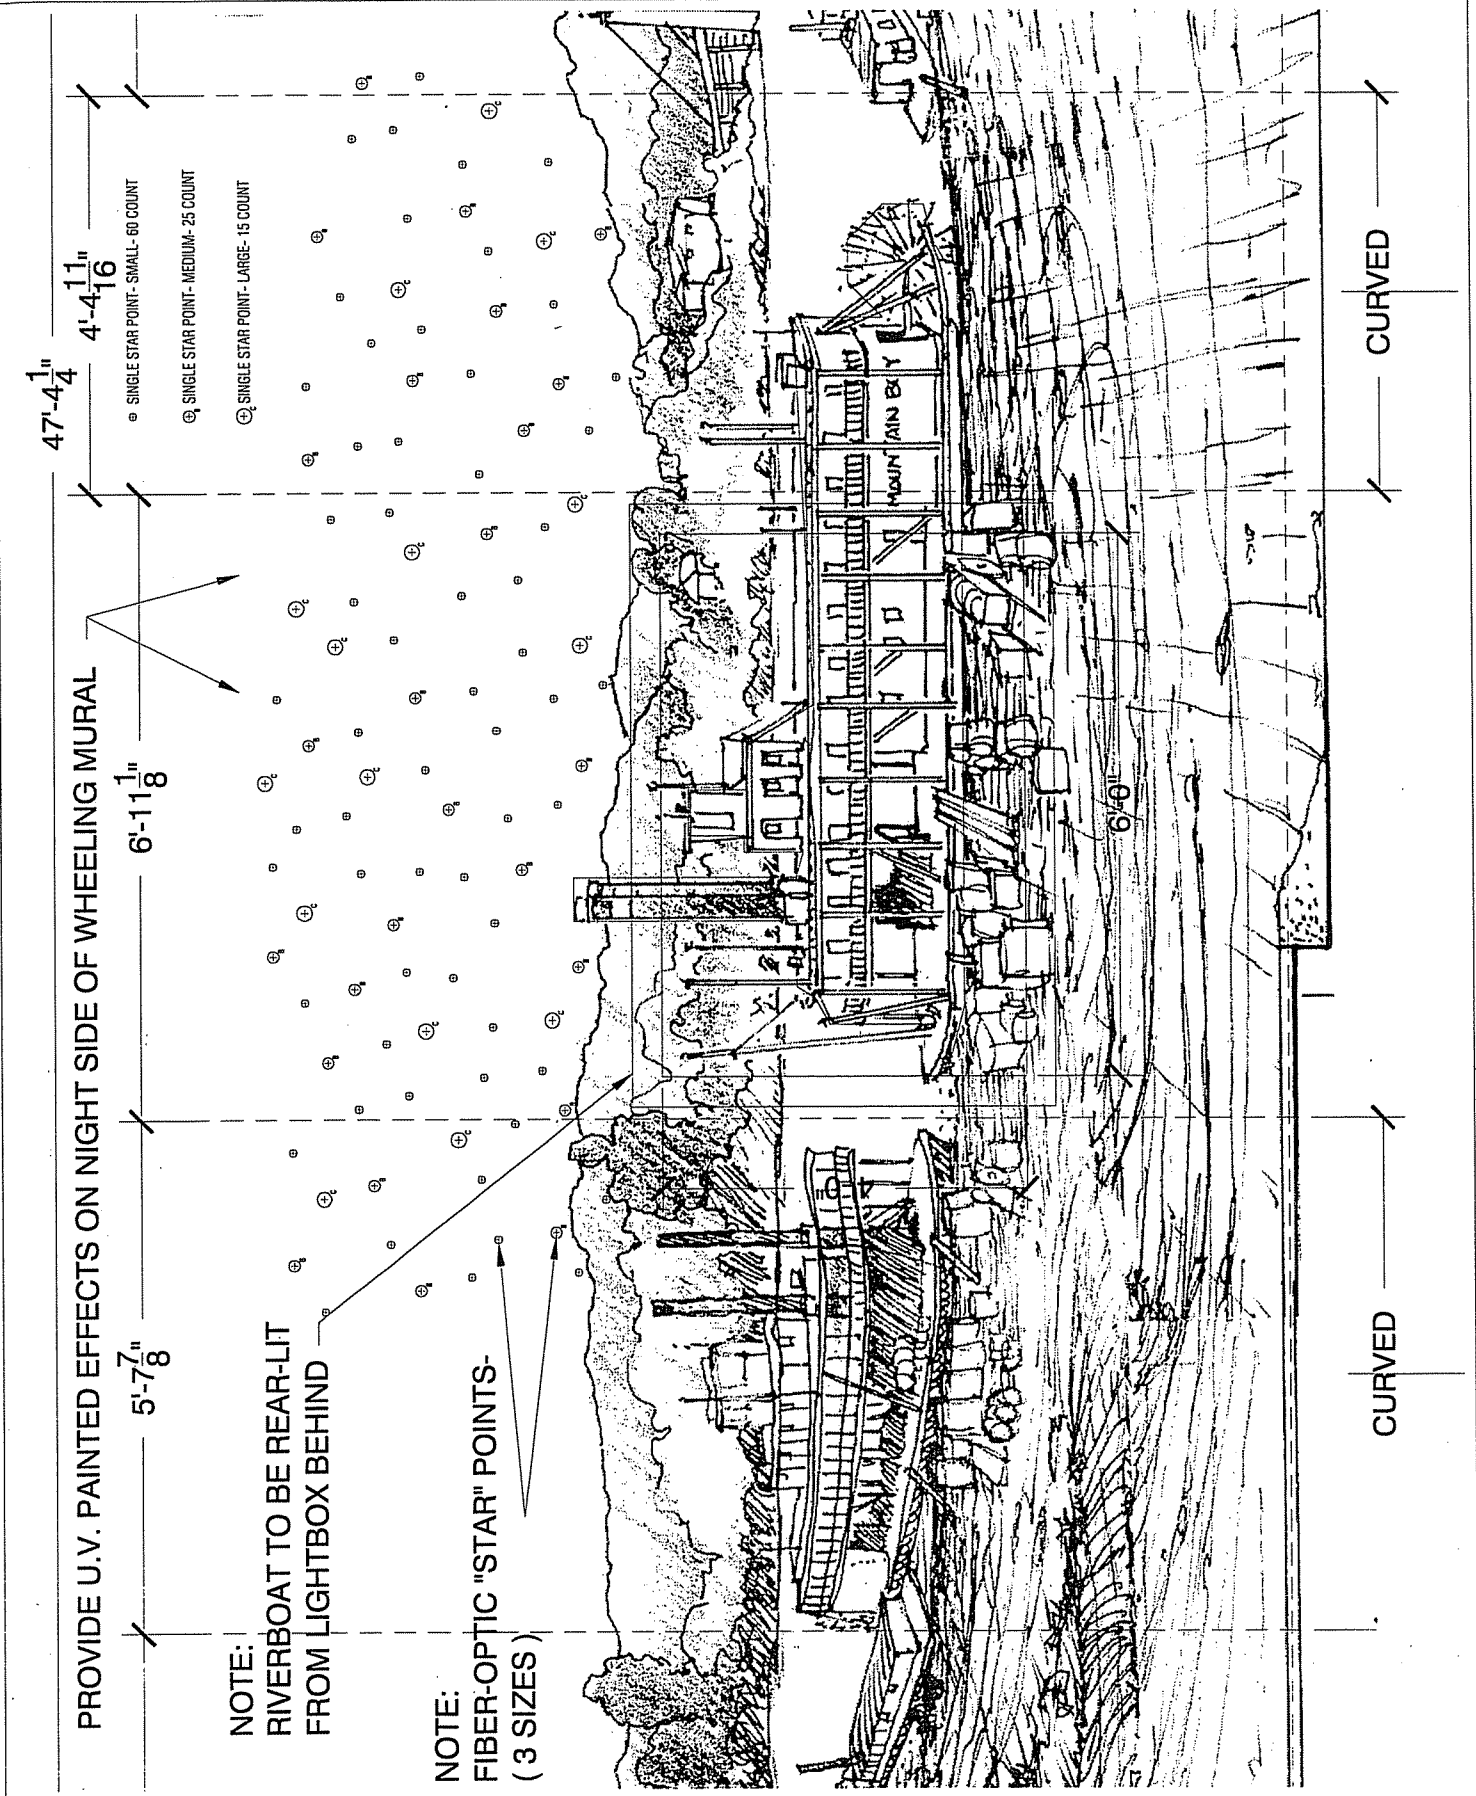 47'-4 1/4"
4'-4 11/16"
6'-11 1/8"
5'-7 7/8"
PROVIDE U.V. PAINTED EFFECTS ON NIGHT SIDE OF WHEELING MURAL
SINGLE STAR POINT- SMALL- 60 COUNT
B SINGLE STAR POINT- MEDIUM- 25 COUNT
C SINGLE STAR POINT- LARGE- 15 COUNT
NOTE:
RIVERBOAT TO BE REAR-LIT
FROM LIGHTBOX BEHIND
NOTE:
FIBER-OPTIC "STAR" POINTS-
( 3 SIZES )
MOUNTAIN BOY
6'-0"
CURVED
CURVED